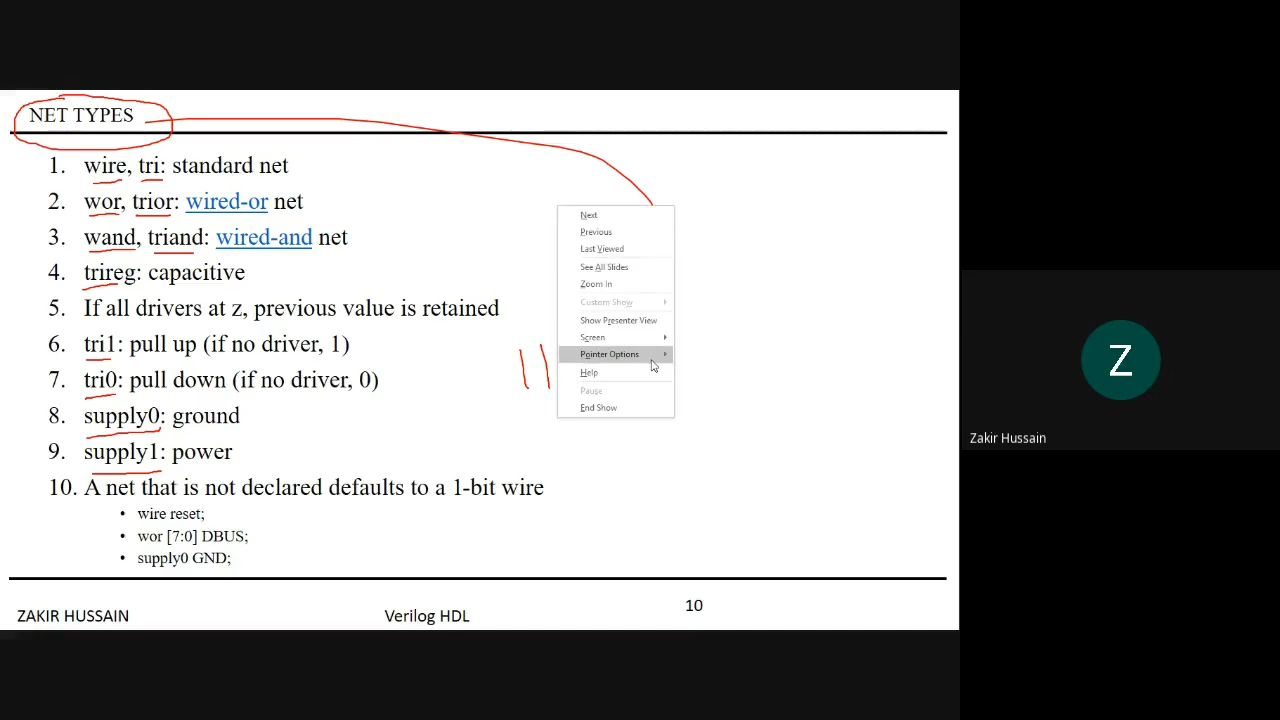 NET TYPES
1. wire, tri: standard net
2. wor, trior: wired-or net
3. wand, triand: wired-and net
4. trireg: capacitive
5. If all drivers at z, previous value is retained
6. tri1: pull up (if no driver, 1)
7. tri0: pull down (if no driver, 0)
8. supply0: ground
9. supply1: power
10. A net that is not declared defaults to a 1-bit wire
• wire reset;
• wor [7:0] DBUS;
• supply0 GND;
Next
Previous
Last Viewed
See All Slides
Zoom In
Custom Show
Show Presenter View
Screen
Pointer Options
Help
Pause
End Show
ZAKIR HUSSAIN Verilog HDL 10
Z
Zakir Hussain